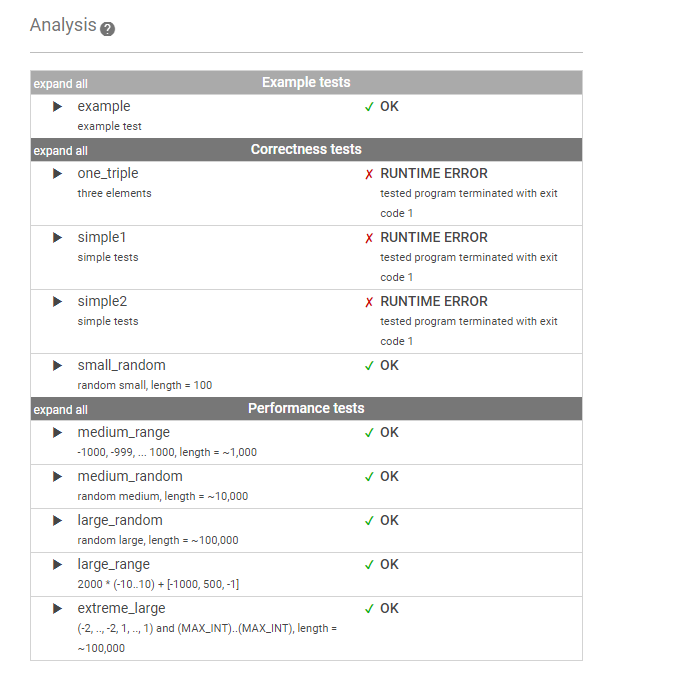 Analysis ?
expand all Example tests
▶ example ✓ OK
example test
expand all Correctness tests
▶ one_triple ✗ RUNTIME ERROR
three elements tested program terminated with exit
code 1
▶ simple1 ✗ RUNTIME ERROR
simple tests tested program terminated with exit
code 1
▶ simple2 ✗ RUNTIME ERROR
simple tests tested program terminated with exit
code 1
▶ small_random ✓ OK
random small, length = 100
expand all Performance tests
▶ medium_range ✓ OK
-1000, -999, ... 1000, length = ~1,000
▶ medium_random ✓ OK
random medium, length = ~10,000
▶ large_random ✓ OK
random large, length = ~100,000
▶ large_range ✓ OK
2000 * (-10..10) + [-1000, 500, -1]
▶ extreme_large ✓ OK
(-2, .., -2, 1, .., 1) and (MAX_INT)..(MAX_INT), length =
~100,000